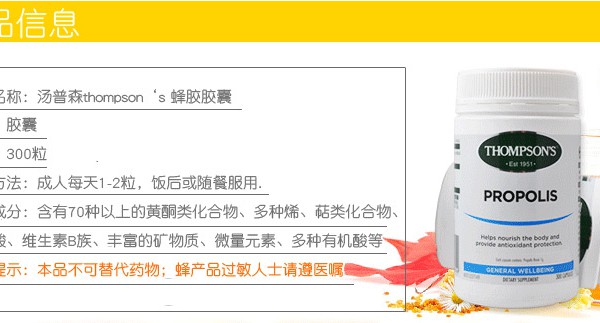 品信息
名称：汤普森thompson‘s 蜂胶胶囊
：胶囊
：300粒
方法：成人每天1-2粒，饭后或随餐服用.
成分：含有70种以上的黄酮类化合物、多种烯、萜类化合物、
酸、维生素B族、丰富的矿物质、微量元素、多种有机酸等
提示：本品不可替代药物；蜂产品过敏人士请遵医嘱
THOMPSON'S
Est 1951
PROPOLIS
Helps nourish the body and
provide antioxidant protection.
GENERAL WELLBEING
DIETARY SUPPLEMENT